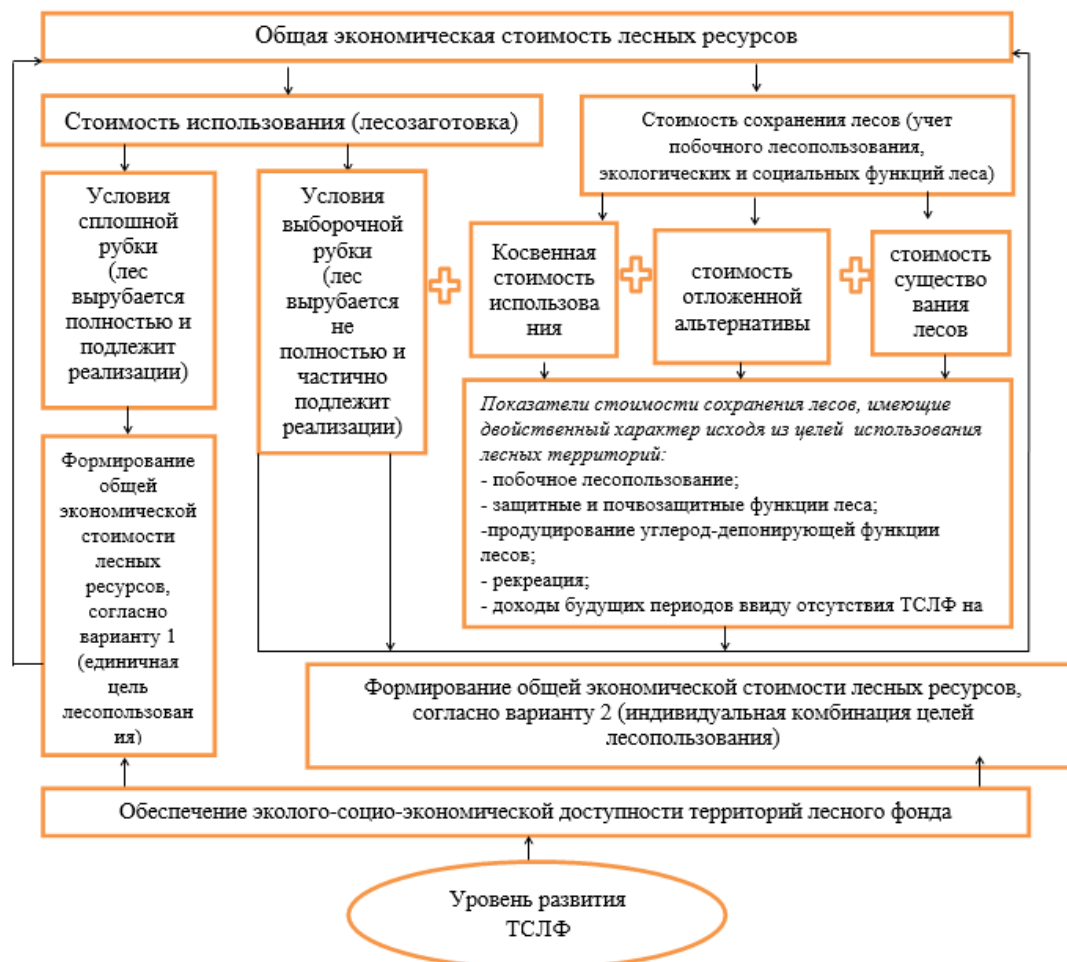 Общая экономическая стоимость лесных ресурсов
Стоимость использования (лесозаготовка)
Стоимость сохранения лесов (учет
побочного лесопользования,
экологических и социальных функций леса)
Условия
сплошной
рубки
(лес
вырубается
полностью и
подлежит
реализации)
Условия
выборочной
рубки
(лес
вырубается
не
полностью и
частично
подлежит
реализации)
Косвенная
стоимость
использова
ния
стоимость
отложенной
альтернативы
стоимость
существо
вания
лесов
Показатели стоимости сохранения лесов, имеющие
двойственный характер исходя из целей использования
лесных территорий:
- побочное лесопользование;
- защитные и почвозащитные функции леса;
-продуцирование углерод-депонирующей функции
лесов;
- рекреация;
- доходы будущих периодов ввиду отсутствия ТСЛФ на
Формирование
общей
экономической
стоимости
лесных
ресурсов,
согласно
варианту 1
(единичная
цель
лесопользован
ия)
Формирование общей экономической стоимости лесных ресурсов,
согласно варианту 2 (индивидуальная комбинация целей
лесопользования)
Обеспечение эколого-социо-экономической доступности территорий лесного фонда
Уровень развития
ТСЛФ